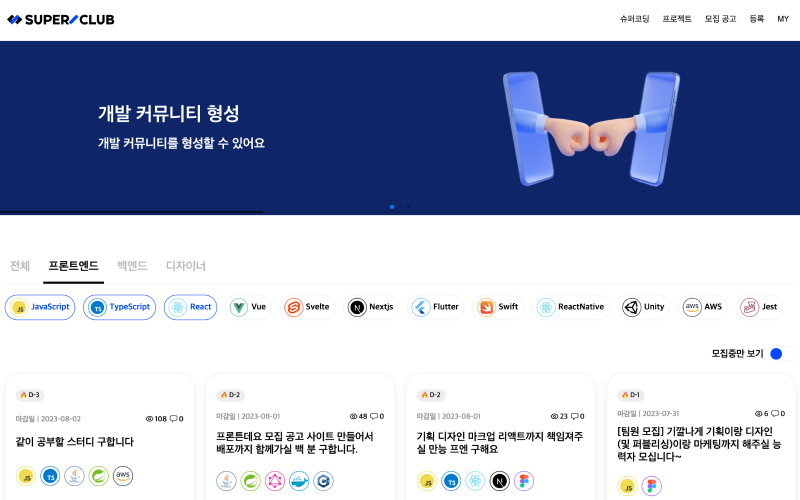 SUPER CLUB
슈퍼코딩 프로젝트 모집 공고 등록 MY
개발 커뮤니티 형성
개발 커뮤니티를 형성할 수 있어요
전체 프론트엔드 백엔드 디자이너
JS JavaScript TS TypeScript React Vue Svelte N Nextjs Flutter Swift ReactNative Unity aws AWS Jest
모집중만 보기
D-3
마감일 | 2023-08-02 108 0
같이 공부할 스터디 구합니다
JS TS aws
D-2
마감일 | 2023-08-01 48 0
프론튼데요 모집 공고 사이트 만들어서
배포까지 함께가실 백 분 구합니다.
D-2
마감일 | 2023-08-01 23 0
기획 디자인 마크업 리액트까지 책임져주
실 만능 프엔 구해요
JS TS N
D-1
마감일 | 2023-07-31 6 0
[팀원 모집] 기깔나게 기획이랑 디자인
(및 퍼블리싱)이랑 마케팅까지 해주실 능
력자 모십니다~
JS